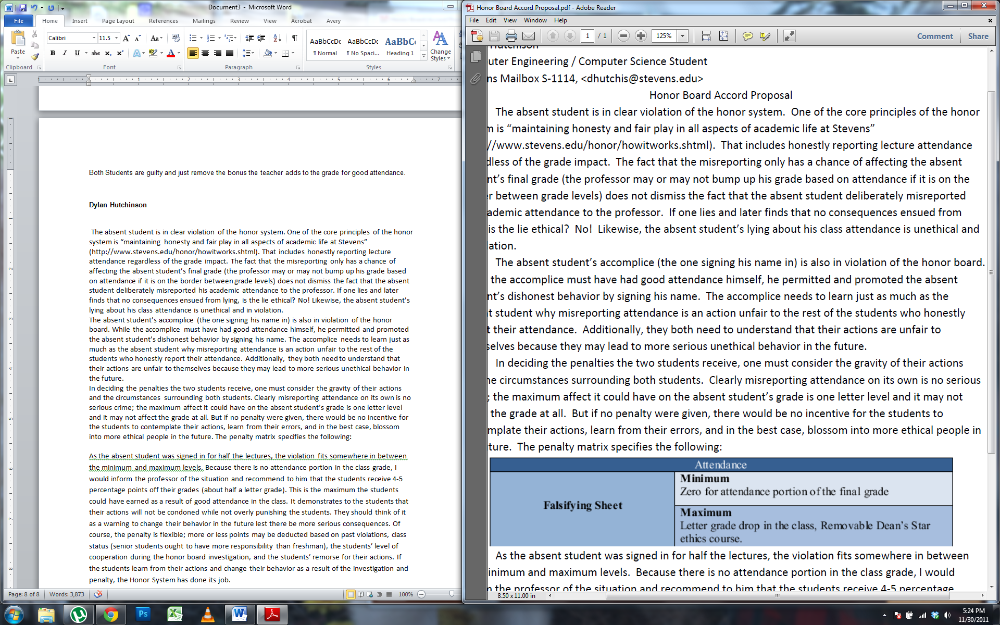 Document3 - Microsoft Word
File Home Insert Page Layout References Mailings Review View Acrobat Avery
Calibri 11.5
Paste
AaBbCcDc AaBbCcDc AaBbC
¶ Normal ¶ No Spaci... Heading 1
Change
Styles
Clipboard Font Paragraph Styles
Both Students are guilty and just remove the bonus the teacher adds to the grade for good attendance.
Dylan Hutchinson
The absent student is in clear violation of the honor system. One of the core principles of the honor
system is “maintaining honesty and fair play in all aspects of academic life at Stevens”
(http://www.stevens.edu/honor/howitworks.shtml). That includes honestly reporting lecture
attendance regardless of the grade impact. The fact that the misreporting only has a chance of
affecting the absent student’s final grade (the professor may or may not bump up his grade based
on attendance if it is on the border between grade levels) does not dismiss the fact that the absent
student deliberately misreported his academic attendance to the professor. If one lies and later
finds that no consequences ensued from lying, is the lie ethical? No! Likewise, the absent student’s
lying about his class attendance is unethical and in violation.
The absent student’s accomplice (the one signing his name in) is also in violation of the honor
board. While the accomplice must have had good attendance himself, he permitted and promoted
the absent student’s dishonest behavior by signing his name. The accomplice needs to learn just as
much as the absent student why misreporting attendance is an action unfair to the rest of the
students who honestly report their attendance. Additionally, they both need to understand that
their actions are unfair to themselves because they may lead to more serious unethical behavior in
the future.
In deciding the penalties the two students receive, one must consider the gravity of their actions
and the circumstances surrounding both students. Clearly misreporting attendance on its own is no
serious crime; the maximum affect it could have on the absent student’s grade is one letter level
and it may not affect the grade at all. But if no penalty were given, there would be no incentive for
the students to contemplate their actions, learn from their errors, and in the best case, blossom
into more ethical people in the future. The penalty matrix specifies the following:
As the absent student was signed in for half the lectures, the violation fits somewhere in between
the minimum and maximum levels. Because there is no attendance portion in the class grade, I
would inform the professor of the situation and recommend to him that the students receive 4-5
percentage points off their grades (about half a letter grade). This is the maximum the students
could have earned as a result of good attendance in the class. It demonstrates to the students that
their actions will not be condoned while not overly punishing the students. They should think of it
as a warning to change their behavior in the future lest there be more serious consequences. Of
course, the penalty is flexible; more or less points may be deducted based on past violations, class
status (senior students ought to have more responsibility than freshman), the students’ level of
cooperation during the honor board investigation, and the students’ remorse for their actions. If
the students learn from their actions and change their behavior as a result of the investigation and
penalty, the Honor System has done its job.
Page: 8 of 8 Words: 3,873 100%
Honor Board Accord Proposal.pdf - Adobe Reader
File Edit View Window Help
1 / 1 125% Comment Share
Hutchison
uter Engineering / Computer Science Student
ns Mailbox S-1114, <dhutchis@stevens.edu>
Honor Board Accord Proposal
The absent student is in clear violation of the honor system. One of the core principles of the honor
m is “maintaining honesty and fair play in all aspects of academic life at Stevens”
//www.stevens.edu/honor/howitworks.shtml). That includes honestly reporting lecture attendance
dless of the grade impact. The fact that the misreporting only has a chance of affecting the absent
nt’s final grade (the professor may or may not bump up his grade based on attendance if it is on the
er between grade levels) does not dismiss the fact that the absent student deliberately misreported
ademic attendance to the professor. If one lies and later finds that no consequences ensued from
is the lie ethical? No! Likewise, the absent student’s lying about his class attendance is unethical and
lation.
The absent student’s accomplice (the one signing his name in) is also in violation of the honor board.
the accomplice must have had good attendance himself, he permitted and promoted the absent
nt’s dishonest behavior by signing his name. The accomplice needs to learn just as much as the
t student why misreporting attendance is an action unfair to the rest of the students who honestly
t their attendance. Additionally, they both need to understand that their actions are unfair to
selves because they may lead to more serious unethical behavior in the future.
In deciding the penalties the two students receive, one must consider the gravity of their actions
he circumstances surrounding both students. Clearly misreporting attendance on its own is no serious
; the maximum affect it could have on the absent student’s grade is one letter level and it may not
the grade at all. But if no penalty were given, there would be no incentive for the students to
mplate their actions, learn from their errors, and in the best case, blossom into more ethical people in
ture. The penalty matrix specifies the following:
Attendance
Falsifying Sheet
Minimum
Zero for attendance portion of the final grade
Maximum
Letter grade drop in the class, Removable Dean’s Star
ethics course.
As the absent student was signed in for half the lectures, the violation fits somewhere in between
inimum and maximum levels. Because there is no attendance portion in the class grade, I would
m the professor of the situation and recommend to him that the students receive 4-5 percentage
8.50 x 11.00 in
5:24 PM
11/30/2011